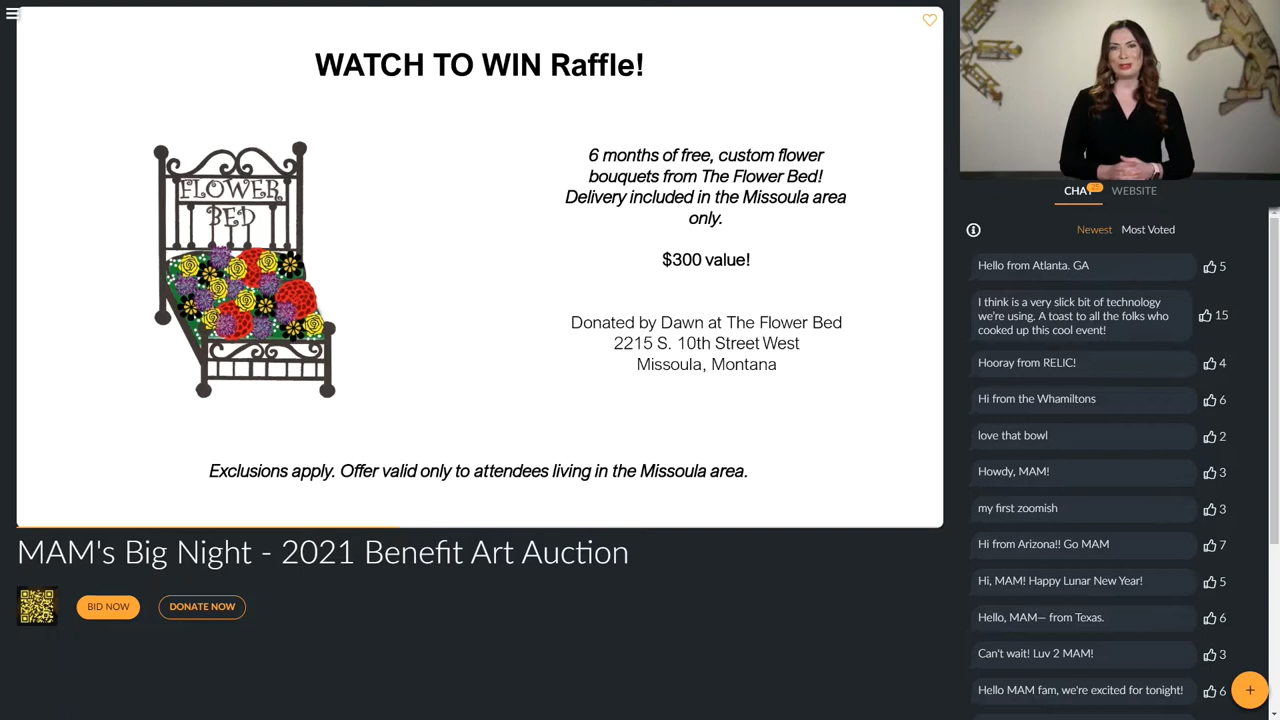 WATCH TO WIN Raffle!
FLOWER
BED
6 months of free, custom flower
bouquets from The Flower Bed!
Delivery included in the Missoula area
only.
$300 value!
Donated by Dawn at The Flower Bed
2215 S. 10th Street West
Missoula, Montana
Exclusions apply. Offer valid only to attendees living in the Missoula area.
MAM's Big Night - 2021 Benefit Art Auction
BID NOW
DONATE NOW
CHAT 25 WEBSITE
Newest Most Voted
Hello from Atlanta. GA 5
I think is a very slick bit of technology
we're using. A toast to all the folks who 15
cooked up this cool event!
Hooray from RELIC! 4
Hi from the Whamiltons 6
love that bowl 2
Howdy, MAM! 3
my first zoomish 3
Hi from Arizona!! Go MAM 7
Hi, MAM! Happy Lunar New Year! 5
Hello, MAM— from Texas. 6
Can't wait! Luv 2 MAM! 3
Hello MAM fam, we're excited for tonight! 6